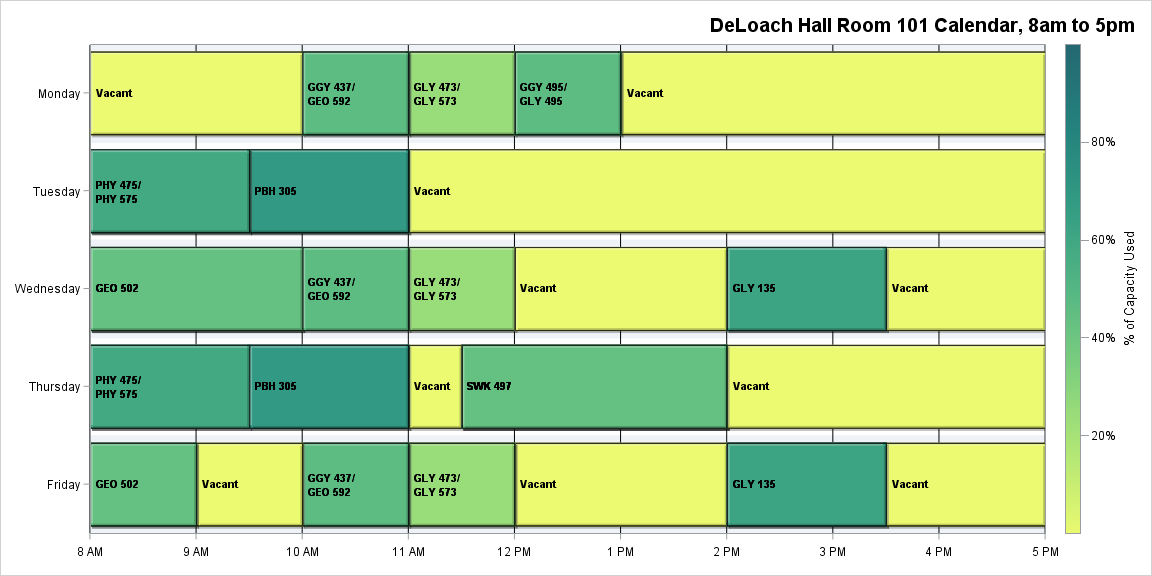 DeLoach Hall Room 101 Calendar, 8am to 5pm
Monday
Vacant
GGY 437/
GEO 592
GLY 473/
GLY 573
GGY 495/
GLY 495
Vacant
Tuesday
PHY 475/
PHY 575
PBH 305
Vacant
Wednesday
GEO 502
GGY 437/
GEO 592
GLY 473/
GLY 573
Vacant
GLY 135
Vacant
Thursday
PHY 475/
PHY 575
PBH 305
Vacant
SWK 497
Vacant
Friday
GEO 502
Vacant
GGY 437/
GEO 592
GLY 473/
GLY 573
Vacant
GLY 135
Vacant
8 AM
9 AM
10 AM
11 AM
12 PM
1 PM
2 PM
3 PM
4 PM
5 PM
80%
60%
40%
20%
% of Capacity Used